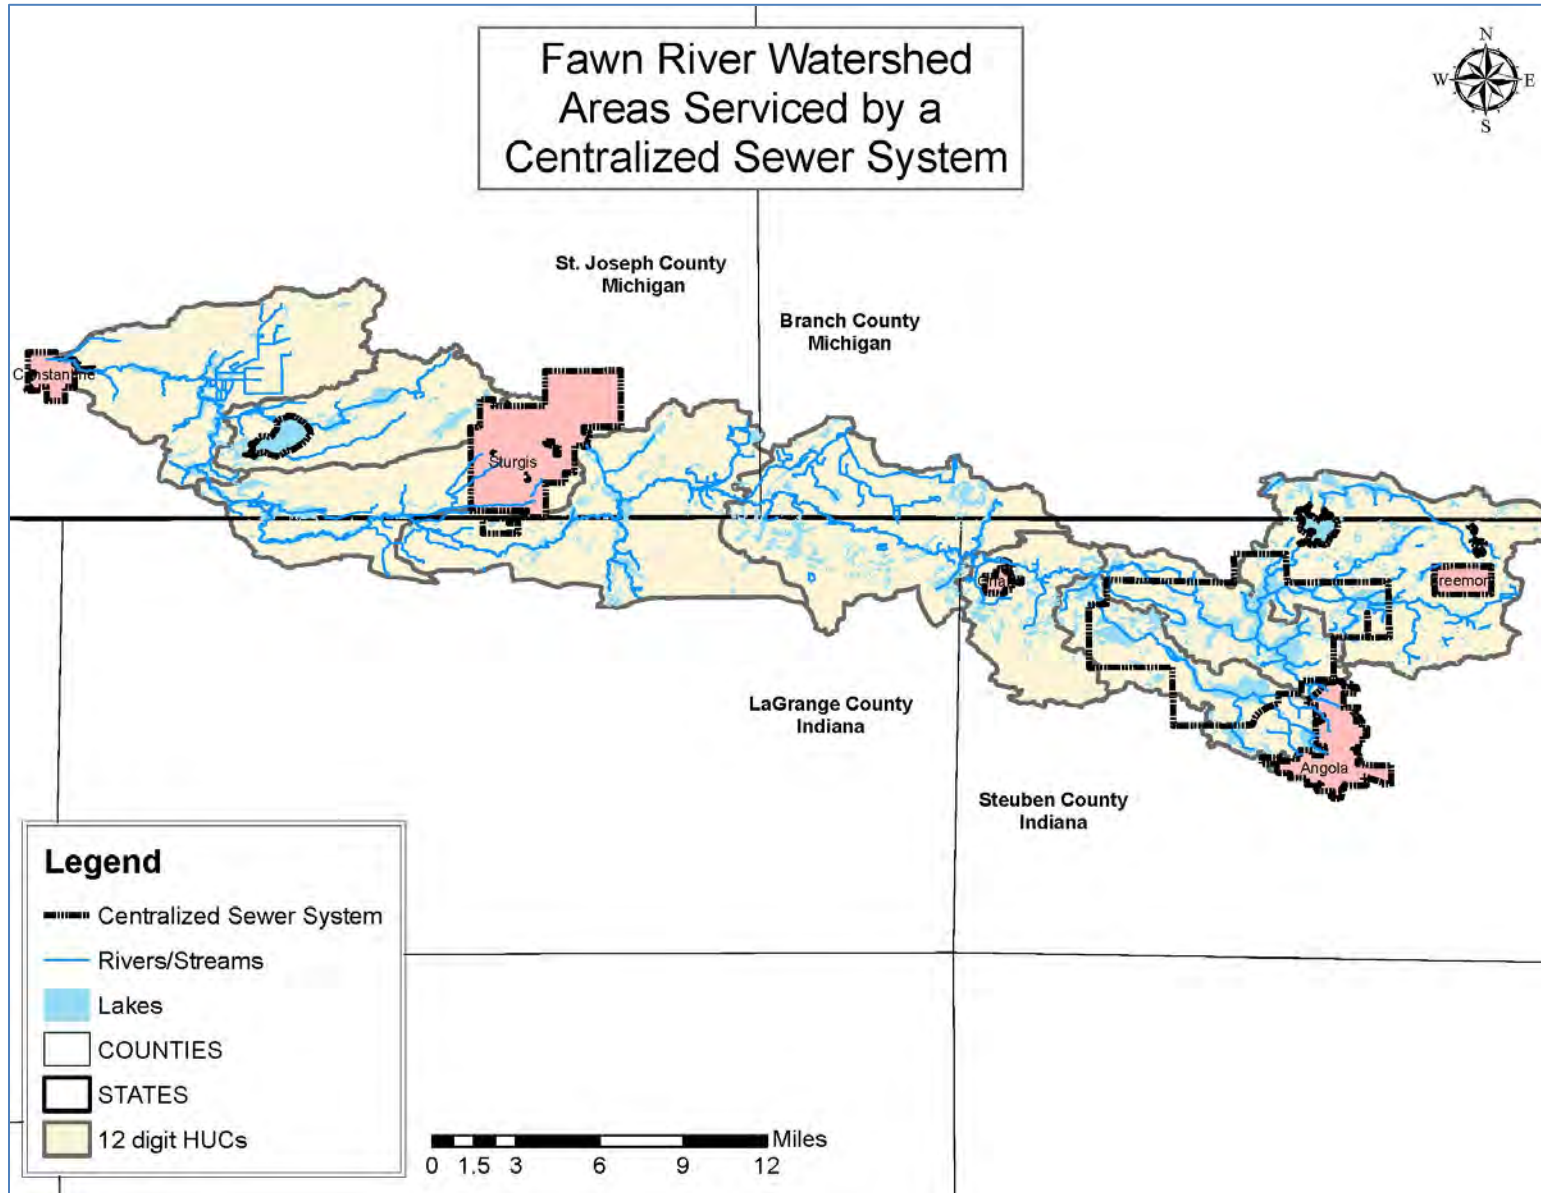 Fawn River Watershed
Areas Serviced by a
Centralized Sewer System
N
W
E
S
St. Joseph County
Michigan
Branch County
Michigan
Constantine
Sturgis
reemon
LaGrange County
Indiana
Angola
Steuben County
Indiana
Legend
Centralized Sewer System
Rivers/Streams
Lakes
COUNTIES
STATES
12 digit HUCs
Miles
0 1.5 3 6 9 12